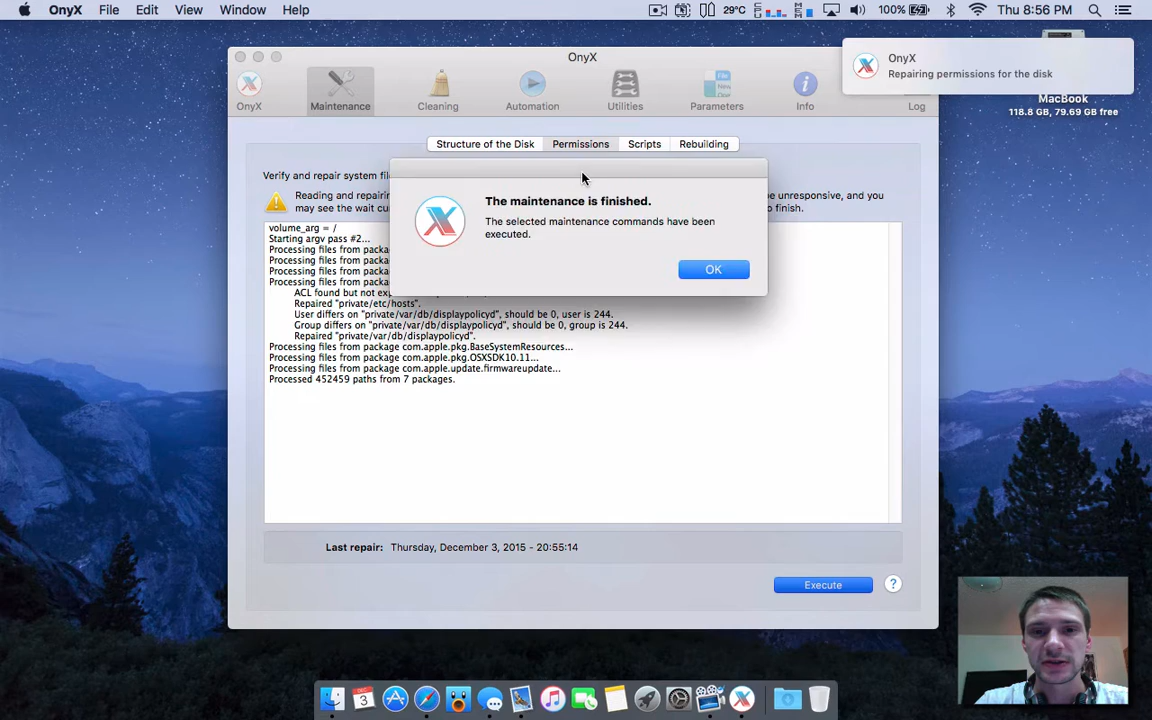 OnyX File Edit View Window Help
29°C CPU MEM 100% Thu 8:56 PM
OnyX
OnyX
Repairing permissions for the disk
MacBook
118.8 GB, 79.69 GB free
OnyX Maintenance Cleaning Automation Utilities Parameters Info Log
Structure of the Disk Permissions Scripts Rebuilding
Verify and repair system fil
Reading and repairing
be unresponsive, and you
may see the wait cu
to finish.
The maintenance is finished.
The selected maintenance commands have been
executed.
OK
volume_arg = /
Starting argv pass #2...
Processing files from packa
Processing files from packa
Processing files from packa
Processing files from packa
ACL found but not exp
Repaired "private/etc/hosts".
User differs on "private/var/db/displaypolicyd", should be 0, user is 244.
Group differs on "private/var/db/displaypolicyd", should be 0, group is 244.
Repaired "private/var/db/displaypolicyd".
Processing files from package com.apple.pkg.BaseSystemResources...
Processing files from package com.apple.pkg.OSXSDK10.11...
Processing files from package com.apple.update.firmwareupdate...
Processed 452459 paths from 7 packages.
Last repair: Thursday, December 3, 2015 - 20:55:14
Execute ?
DEC
3